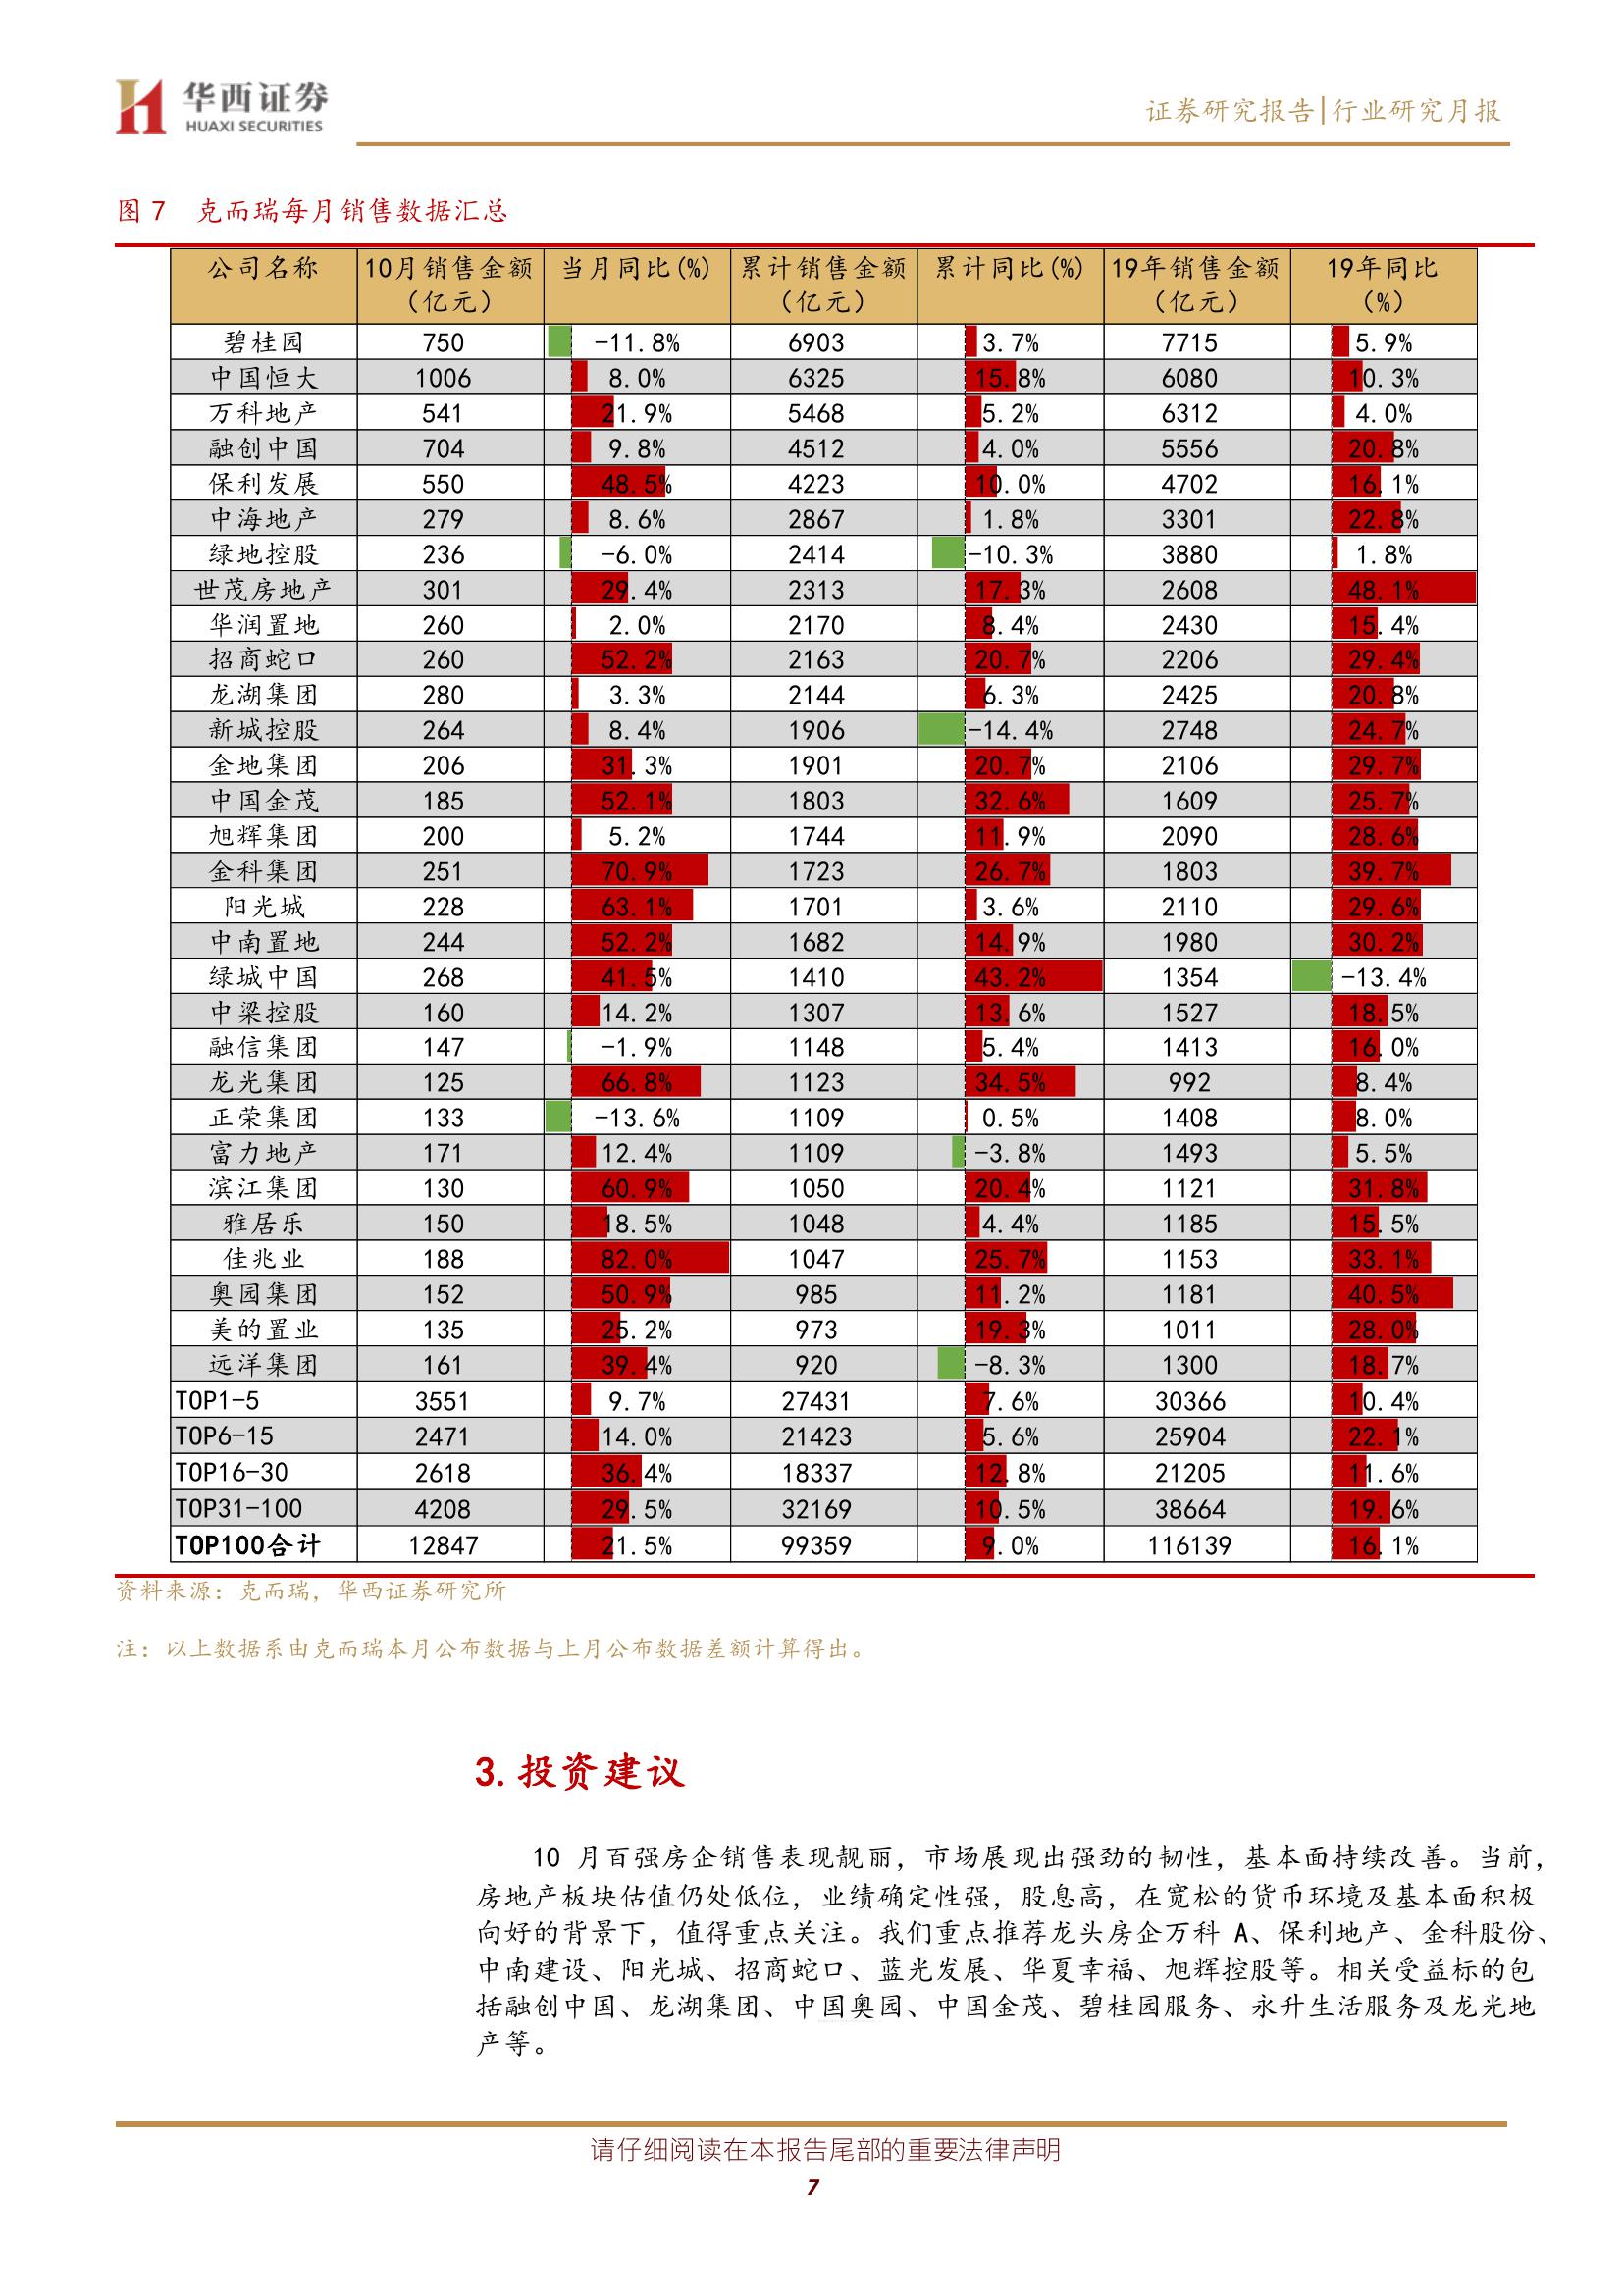 华西证券
HUAXI SECURITIES
证券研究报告|行业研究月报
图 7 克而瑞每月销售数据汇总
公司名称 10月销售金额（亿元） 当月同比(%) 累计销售金额（亿元） 累计同比(%) 19年销售金额（亿元） 19年同比(%)
碧桂园 750 -11.8% 6903 3.7% 7715 5.9%
中国恒大 1006 8.0% 6325 15.8% 6080 10.3%
万科地产 541 21.9% 5468 5.2% 6312 4.0%
融创中国 704 9.8% 4512 4.0% 5556 20.8%
保利发展 550 48.5% 4223 10.0% 4702 16.1%
中海地产 279 8.6% 2867 1.8% 3301 22.8%
绿地控股 236 -6.0% 2414 -10.3% 3880 1.8%
世茂房地产 301 29.4% 2313 17.3% 2608 48.1%
华润置地 260 2.0% 2170 8.4% 2430 15.4%
招商蛇口 260 52.2% 2163 20.7% 2206 29.4%
龙湖集团 280 3.3% 2144 6.3% 2425 20.8%
新城控股 264 8.4% 1906 -14.4% 2748 24.7%
金地集团 206 31.3% 1901 20.7% 2106 29.7%
中国金茂 185 52.1% 1803 32.6% 1609 25.7%
旭辉集团 200 5.2% 1744 11.9% 2090 28.6%
金科集团 251 70.9% 1723 26.7% 1803 39.7%
阳光城 228 63.1% 1701 3.6% 2110 29.6%
中南置地 244 52.2% 1682 14.9% 1980 30.2%
绿城中国 268 41.5% 1410 43.2% 1354 -13.4%
中梁控股 160 14.2% 1307 13.6% 1527 18.5%
融信集团 147 -1.9% 1148 5.4% 1413 16.0%
龙光集团 125 66.8% 1123 34.5% 992 8.4%
正荣集团 133 -13.6% 1109 0.5% 1408 8.0%
富力地产 171 12.4% 1109 -3.8% 1493 5.5%
滨江集团 130 60.9% 1050 20.4% 1121 31.8%
雅居乐 150 18.5% 1048 4.4% 1185 15.5%
佳兆业 188 82.0% 1047 25.7% 1153 33.1%
奥园集团 152 50.9% 985 11.2% 1181 40.5%
美的置业 135 25.2% 973 19.3% 1011 28.0%
远洋集团 161 39.4% 920 -8.3% 1300 18.7%
TOP1-5 3551 9.7% 27431 7.6% 30366 10.4%
TOP6-15 2471 14.0% 21423 5.6% 25904 22.1%
TOP16-30 2618 36.4% 18337 12.8% 21205 11.6%
TOP31-100 4208 29.5% 32169 10.5% 38664 19.6%
TOP100合计 12847 21.5% 99359 9.0% 116139 16.1%
资料来源：克而瑞，华西证券研究所
注：以上数据系由克而瑞本月公布数据与上月公布数据差额计算得出。
3. 投资建议
10 月百强房企销售表现靓丽，市场展现出强劲的韧性，基本面持续改善。当前，
房地产板块估值仍处低位，业绩确定性强，股息高，在宽松的货币环境及基本面积极
向好的背景下，值得重点关注。我们重点推荐龙头房企万科 A、保利地产、金科股份、
中南建设、阳光城、招商蛇口、蓝光发展、华夏幸福、旭辉控股等。相关受益标的包
括融创中国、龙湖集团、中国奥园、中国金茂、碧桂园服务、永升生活服务及龙光地
产等。
请仔细阅读在本报告尾部的重要法律声明
7